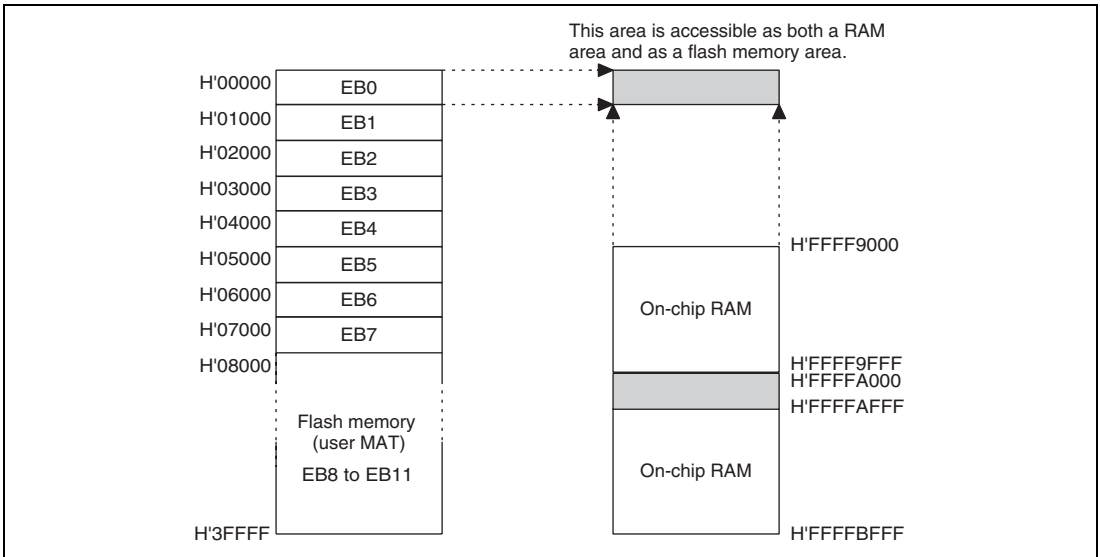 This area is accessible as both a RAM
area and as a flash memory area.
H'00000
EB0
H'01000
EB1
H'02000
EB2
H'03000
EB3
H'04000
EB4
H'05000
EB5
H'06000
EB6
H'07000
EB7
H'08000
Flash memory
(user MAT)
EB8 to EB11
H'3FFFF
H'FFFF9000
On-chip RAM
H'FFFF9FFF
H'FFFFA000
H'FFFFAFFF
On-chip RAM
H'FFFFBFFF